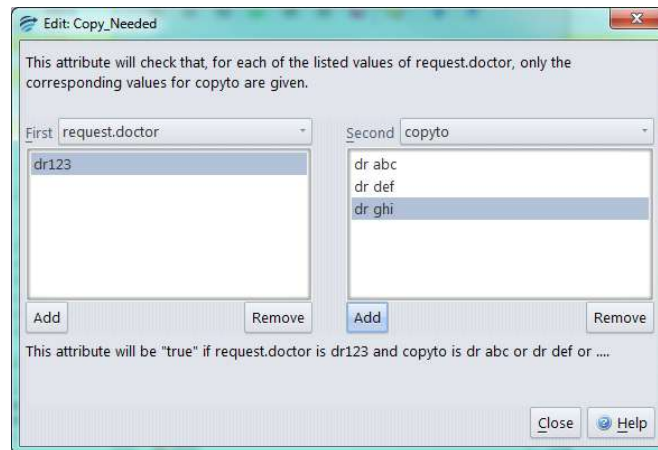 Edit: Copy_Needed
This attribute will check that, for each of the listed values of request.doctor, only the
corresponding values for copyto are given.
First request.doctor Second copyto
dr123
dr abc
dr def
dr ghi
Add Remove Add Remove
This attribute will be "true" if request.doctor is dr123 and copyto is dr abc or dr def or ....
Close Help